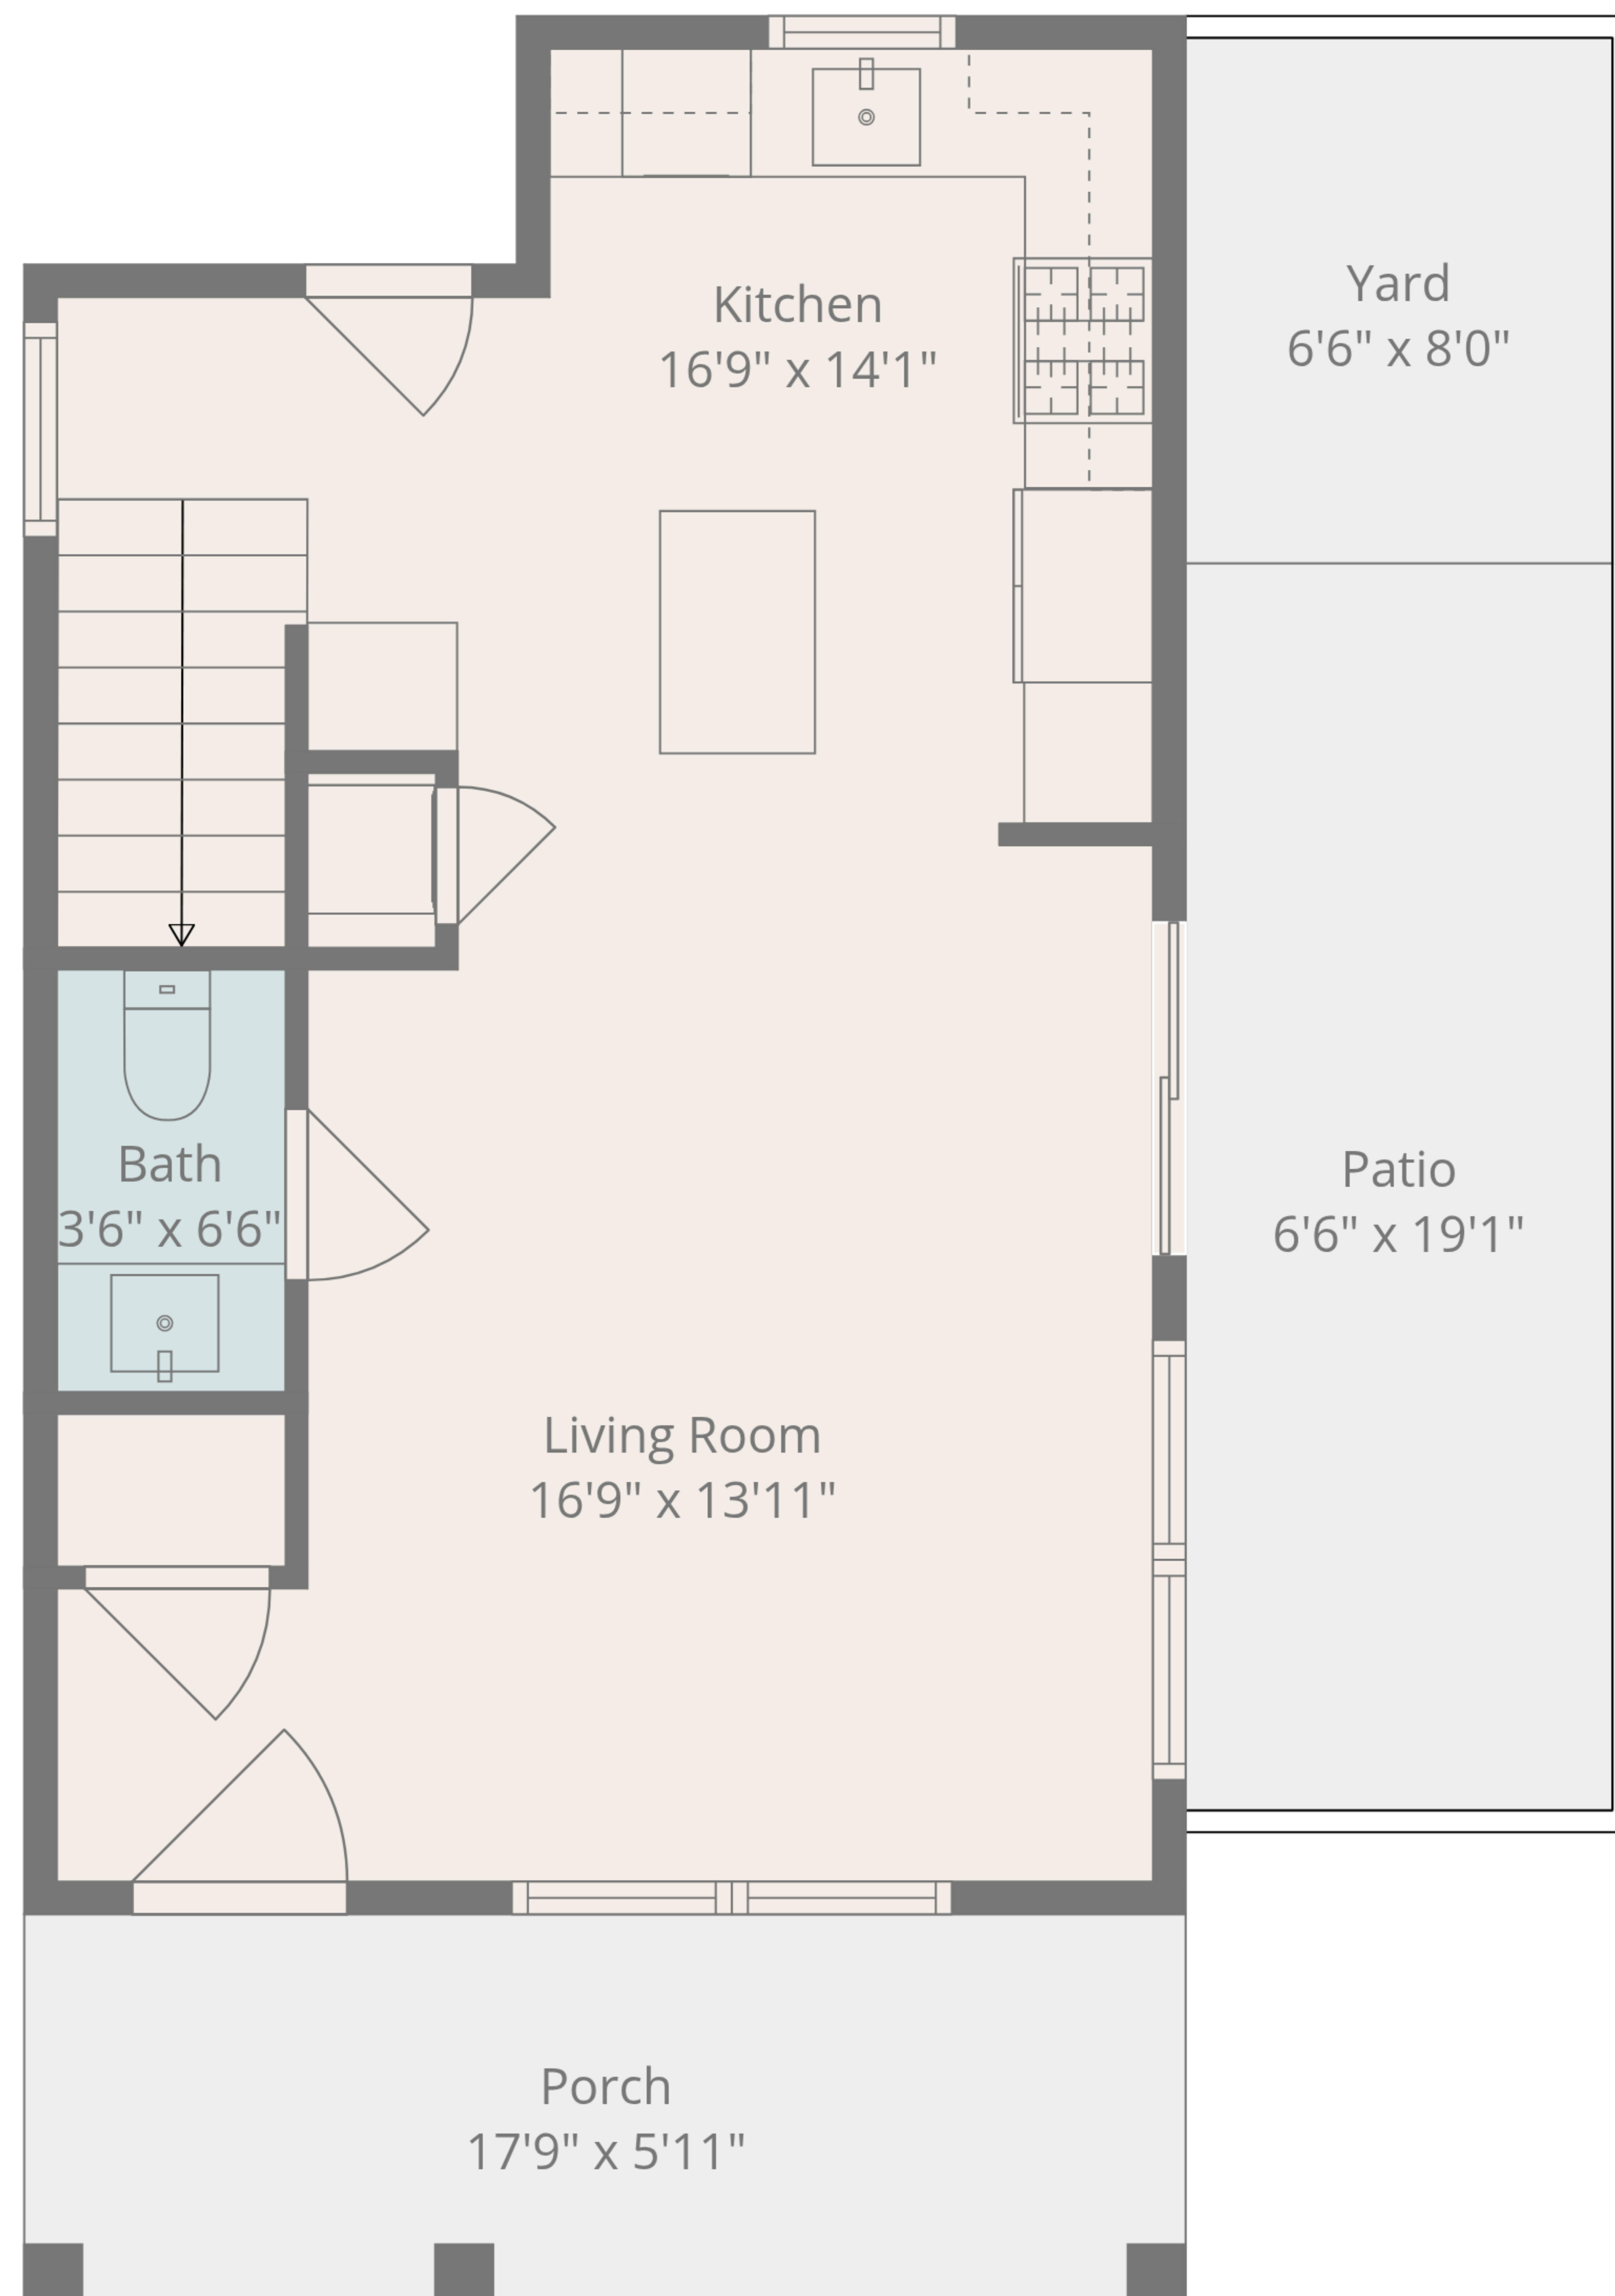 Kitchen
16'9" x 14'1"
Yard
6'6" x 8'0"
Bath
3'6" x 6'6"
Patio
6'6" x 19'1"
Living Room
16'9" x 13'11"
Porch
17'9" x 5'11"